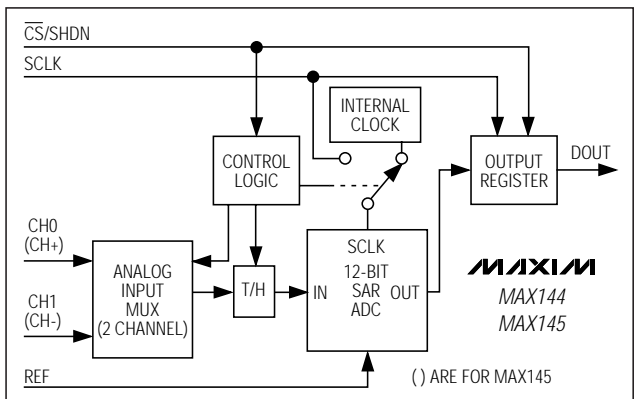 CS/SHDN
SCLK
INTERNAL
CLOCK
CONTROL
LOGIC
OUTPUT
REGISTER
DOUT
CH0
(CH+)
ANALOG
INPUT
MUX
(2 CHANNEL)
T/H
SCLK
12-BIT
IN SAR OUT
ADC
MAXIM
MAX144
MAX145
CH1
(CH-)
REF
( ) ARE FOR MAX145